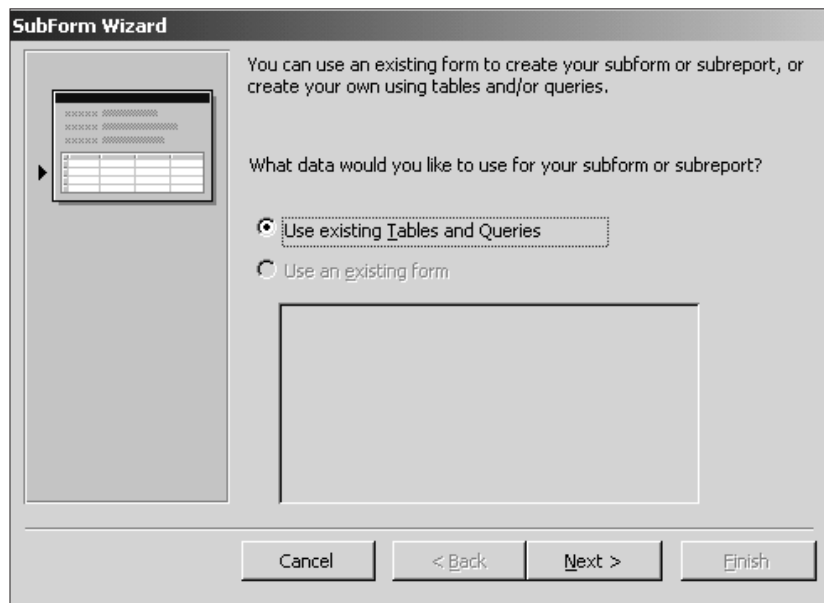 SubForm Wizard
You can use an existing form to create your subform or subreport, or
create your own using tables and/or queries.
What data would you like to use for your subform or subreport?
Use existing Tables and Queries
Use an existing form
Cancel
< Back
Next >
Finish